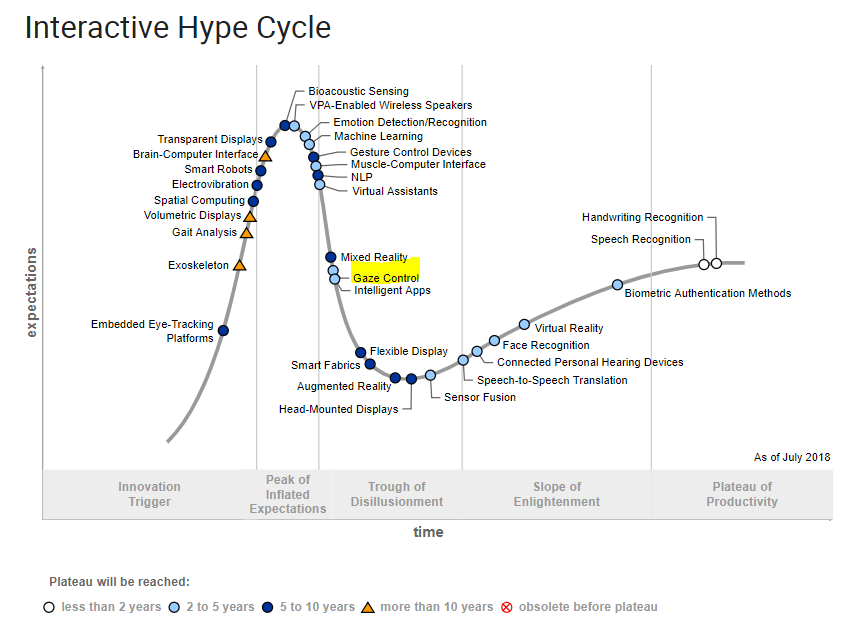 Interactive Hype Cycle
Bioacoustic Sensing
VPA-Enabled Wireless Speakers
Emotion Detection/Recognition
Machine Learning
Gesture Control Devices
Muscle-Computer Interface
NLP
Virtual Assistants
Transparent Displays
Brain-Computer Interface
Smart Robots
Electrovibration
Spatial Computing
Volumetric Displays
Gait Analysis
Exoskeleton
Embedded Eye-Tracking
Platforms
Mixed Reality
Gaze Control
Intelligent Apps
Flexible Display
Smart Fabrics
Augmented Reality
Head-Mounted Displays
Sensor Fusion
Speech-to-Speech Translation
Connected Personal Hearing Devices
Face Recognition
Virtual Reality
Biometric Authentication Methods
Handwriting Recognition
Speech Recognition
expectations
As of July 2018
Innovation
Trigger
Peak of
Inflated
Expectations
Trough of
Disillusionment
Slope of
Enlightenment
Plateau of
Productivity
time
Plateau will be reached:
less than 2 years
2 to 5 years
5 to 10 years
more than 10 years
obsolete before plateau